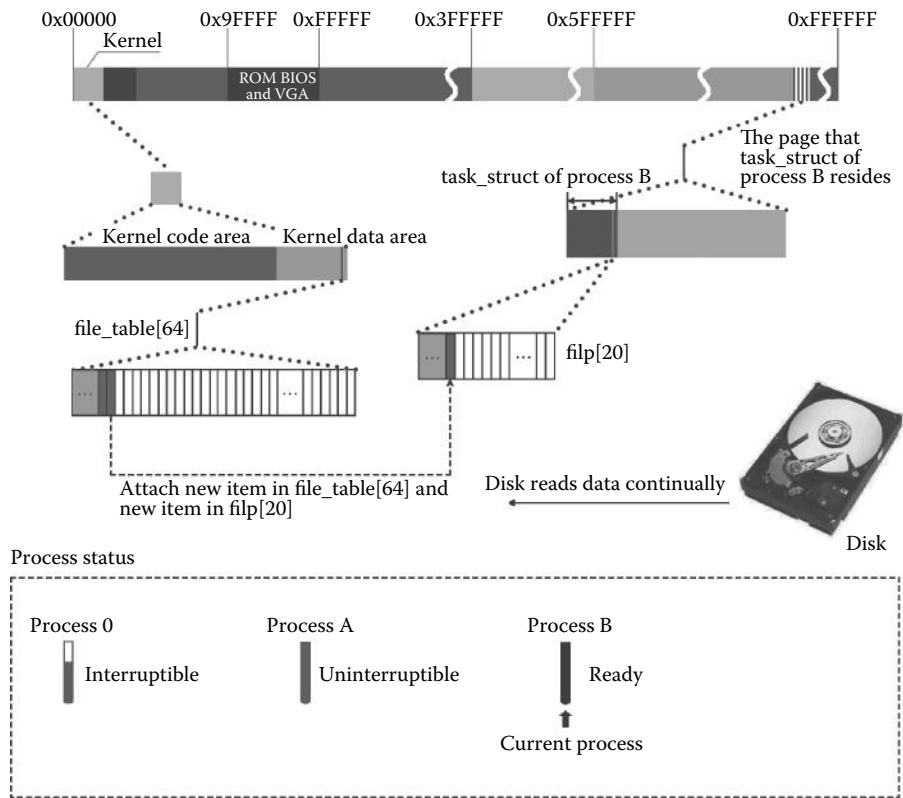 0x00000 0x9FFFF 0xFFFFF 0x3FFFFF 0x5FFFFF 0xFFFFFF
Kernel
ROM BIOS
and VGA
The page that
task_struct of
process B resides
task_struct of process B
Kernel code area Kernel data area
file_table[64]
filp[20]
... ... ... ...
Attach new item in file_table[64] and
new item in filp[20]
Disk reads data continually
Disk
Process status
Process 0 Process A Process B
Interruptible Uninterruptible Ready
Current process